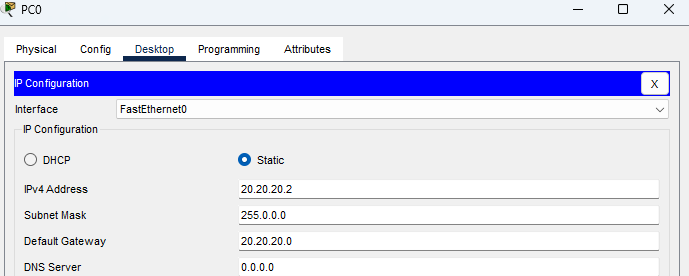 PC0
Physical Config Desktop Programming Attributes
IP Configuration X
Interface FastEthernet0
IP Configuration
DHCP Static
IPv4 Address 20.20.20.2
Subnet Mask 255.0.0.0
Default Gateway 20.20.20.0
DNS Server 0.0.0.0